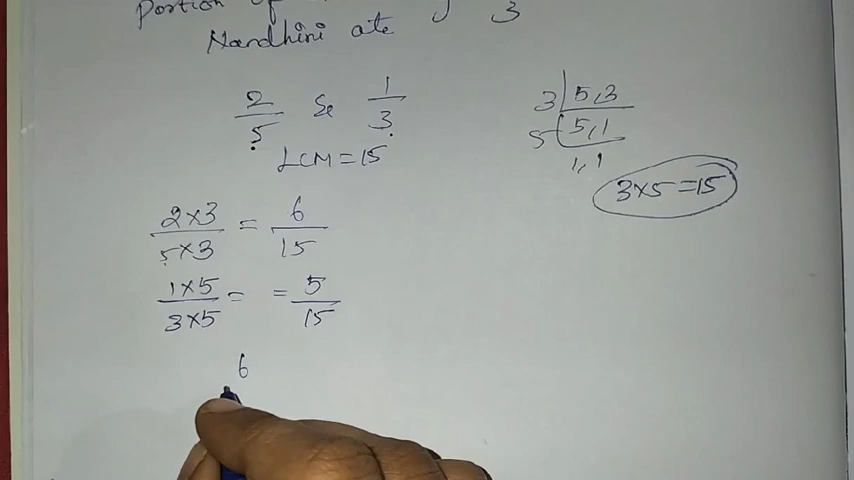 Portion of
Nandhini ate 3
2/5 & 1/3
LCM = 15
2×3/5×3 = 6/15
1×5/3×5 = = 5/15
6
3 | 5,3
5 | 5,1
1,1
3×5=15